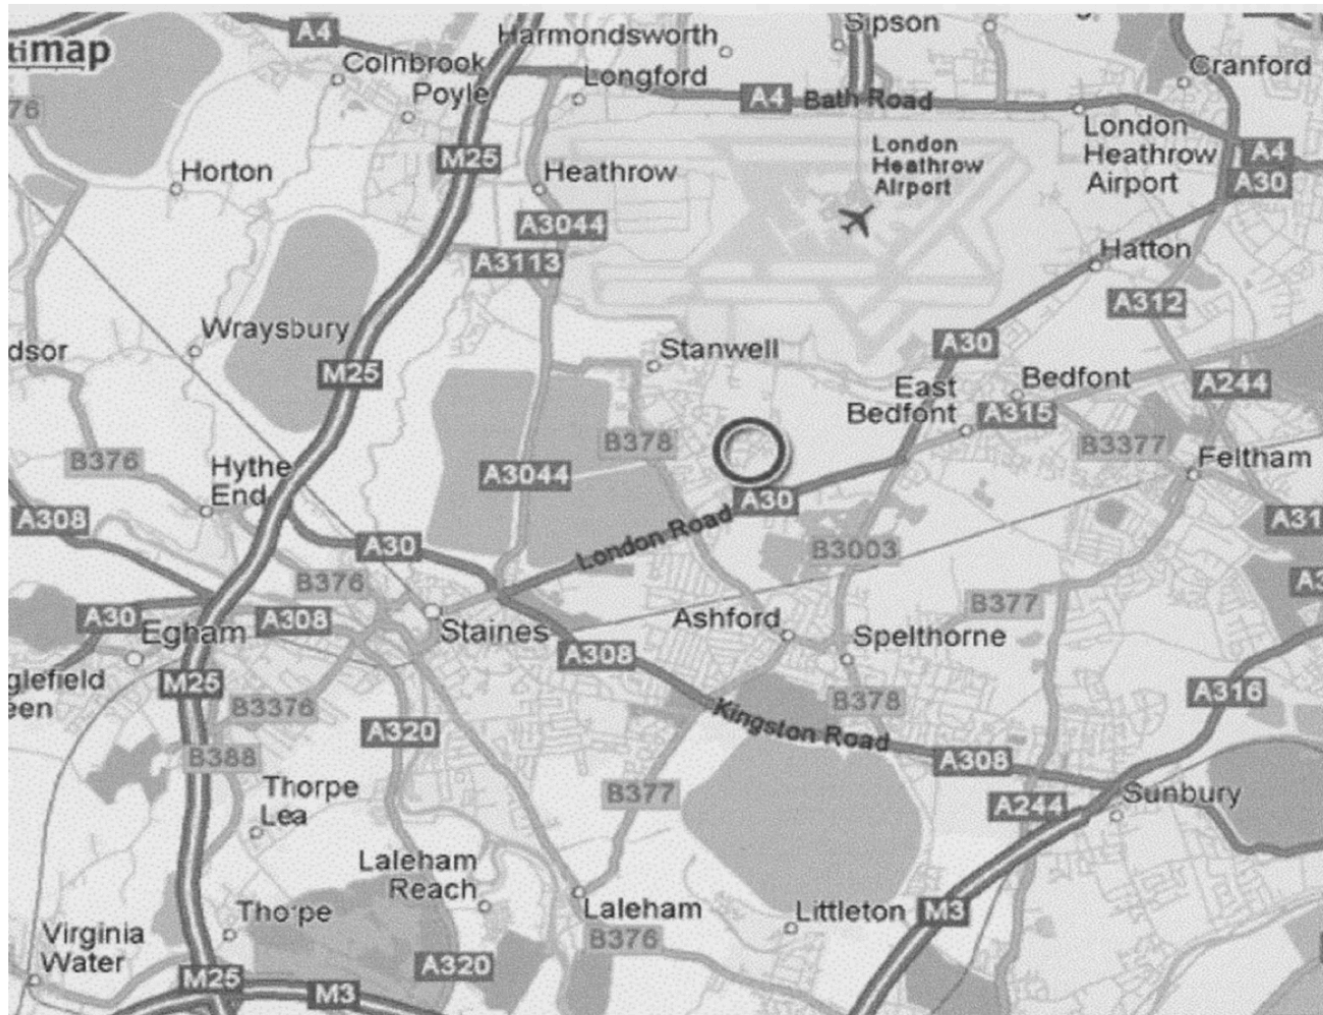 A4
Harmondsworth
Sipson
timap
Colnbrook
Poyle
Longford
Cranford
A4
Bath Road
76
M25
London
Heathrow
Airport
London
Heathrow
Airport
A4
A30
Horton
Heathrow
A3044
A3113
Hatton
A312
Wraysbury
dsor
M25
Stanwell
A30
East
Bedfont
Bedfont
A315
A244
B376
Hythe
End
B378
B3377
Feltham
A308
A3044
A30
A31
London Road
A30
B3003
B376
B377
A3
A30
Egham
A308
Staines
Ashford
Spelthorne
A308
glefield
een
M25
B3376
A320
B378
A316
Kingston Road
B388
A308
Thorpe
Lea
B377
A244
Sunbury
Laleham
Reach
Thorpe
Laleham
Littleton
M3
Virginia
Water
B376
A320
M25
M3